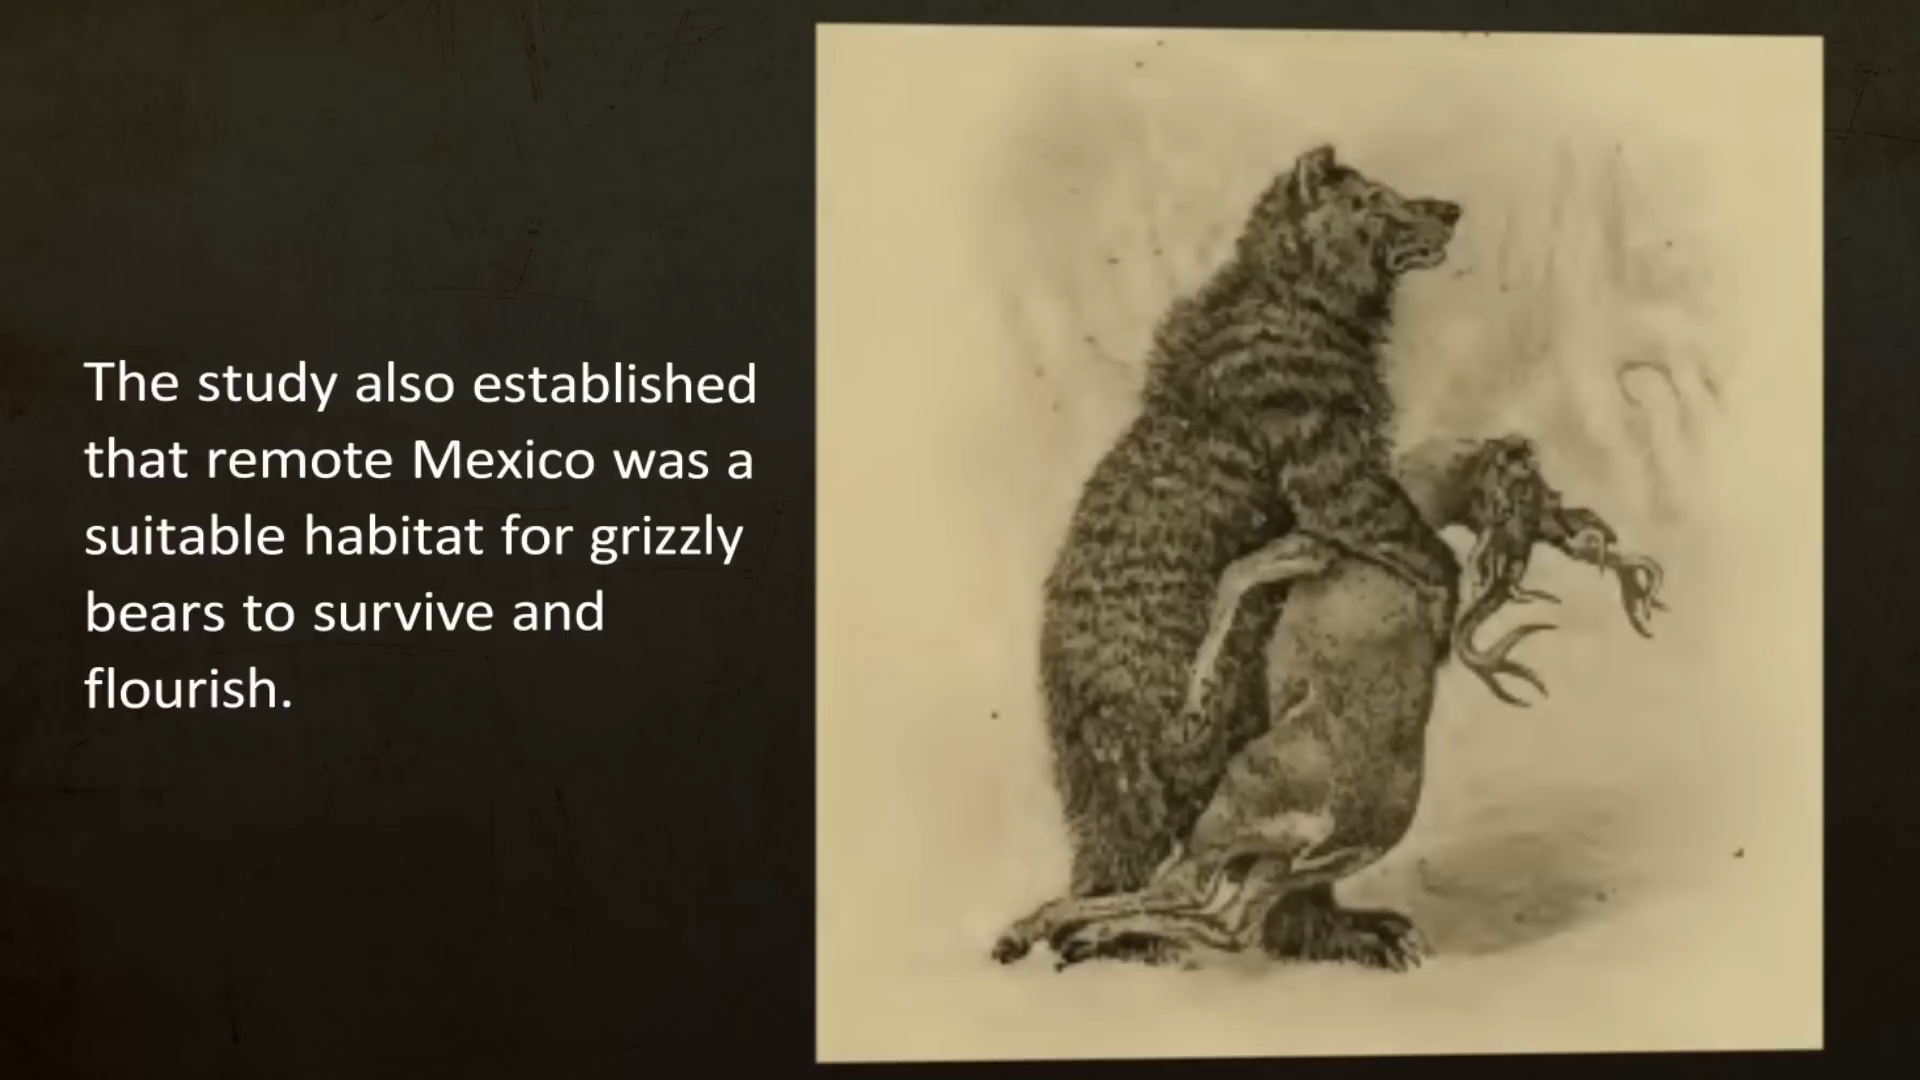 The study also established
that remote Mexico was a
suitable habitat for grizzly
bears to survive and
flourish.